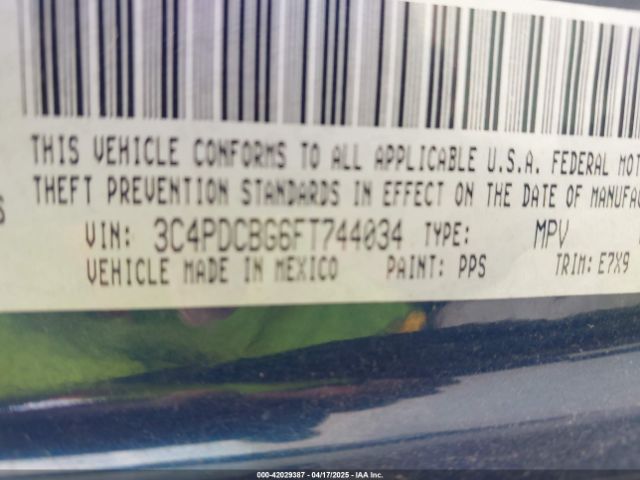 THIS VEHICLE CONFORMS TO ALL APPLICABLE U.S.A. FEDERAL MOT
THEFT PREVENTION STANDARDS IN EFFECT ON THE DATE OF MANUFAC
S
VIN: 3C4PDCBG6FT744034 TYPE: MPV
VEHICLE MADE IN MEXICO PAINT: PPS TRIM: E7X9
000-42029387 - 04/17/2025 - IAA Inc.